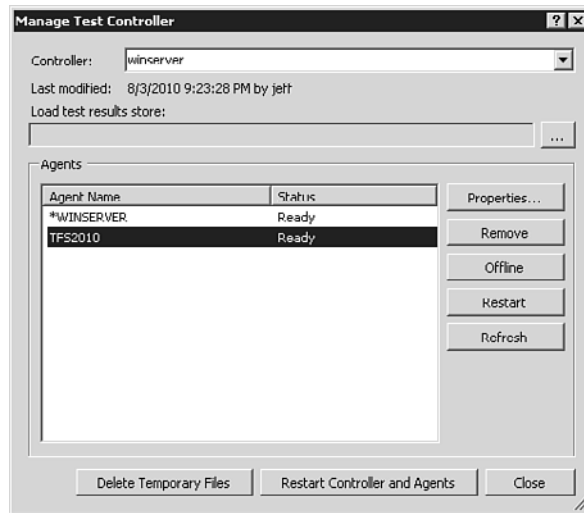 Manage Test Controller
Controller: winserver
Last modified: 8/3/2010 9:23:28 PM by jeff
Load test results store:
...
Agents
Agent Name Status
*WINSERVER Ready
TFS2010 Ready
Properties...
Remove
Offline
Restart
Refresh
Delete Temporary Files Restart Controller and Agents Close